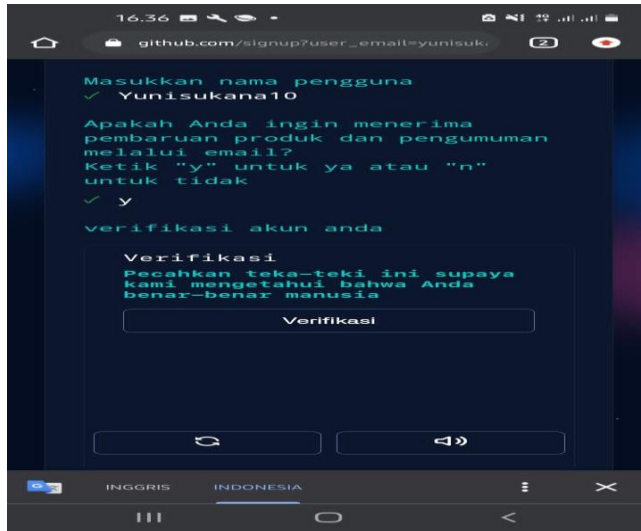 16.36
github.com/signup?user_email=yunisuk
2
Masukkan nama pengguna
Yunisukana10
Apakah Anda ingin menerima
pembaruan produk dan pengumuman
melalui email?
Ketik "y" untuk ya atau "n"
untuk tidak
y
verifikasi akun anda
Verifikasi
Pecahkan teka-teki ini supaya
kami mengetahui bahwa Anda
benar-benar manusia
Verifikasi
INGGRIS INDONESIA